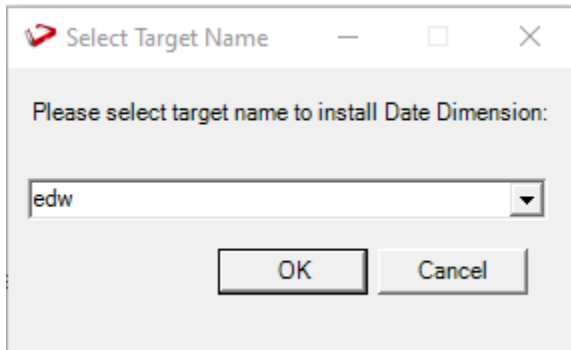 Select Target Name
Please select target name to install Date Dimension:
edw
OK Cancel